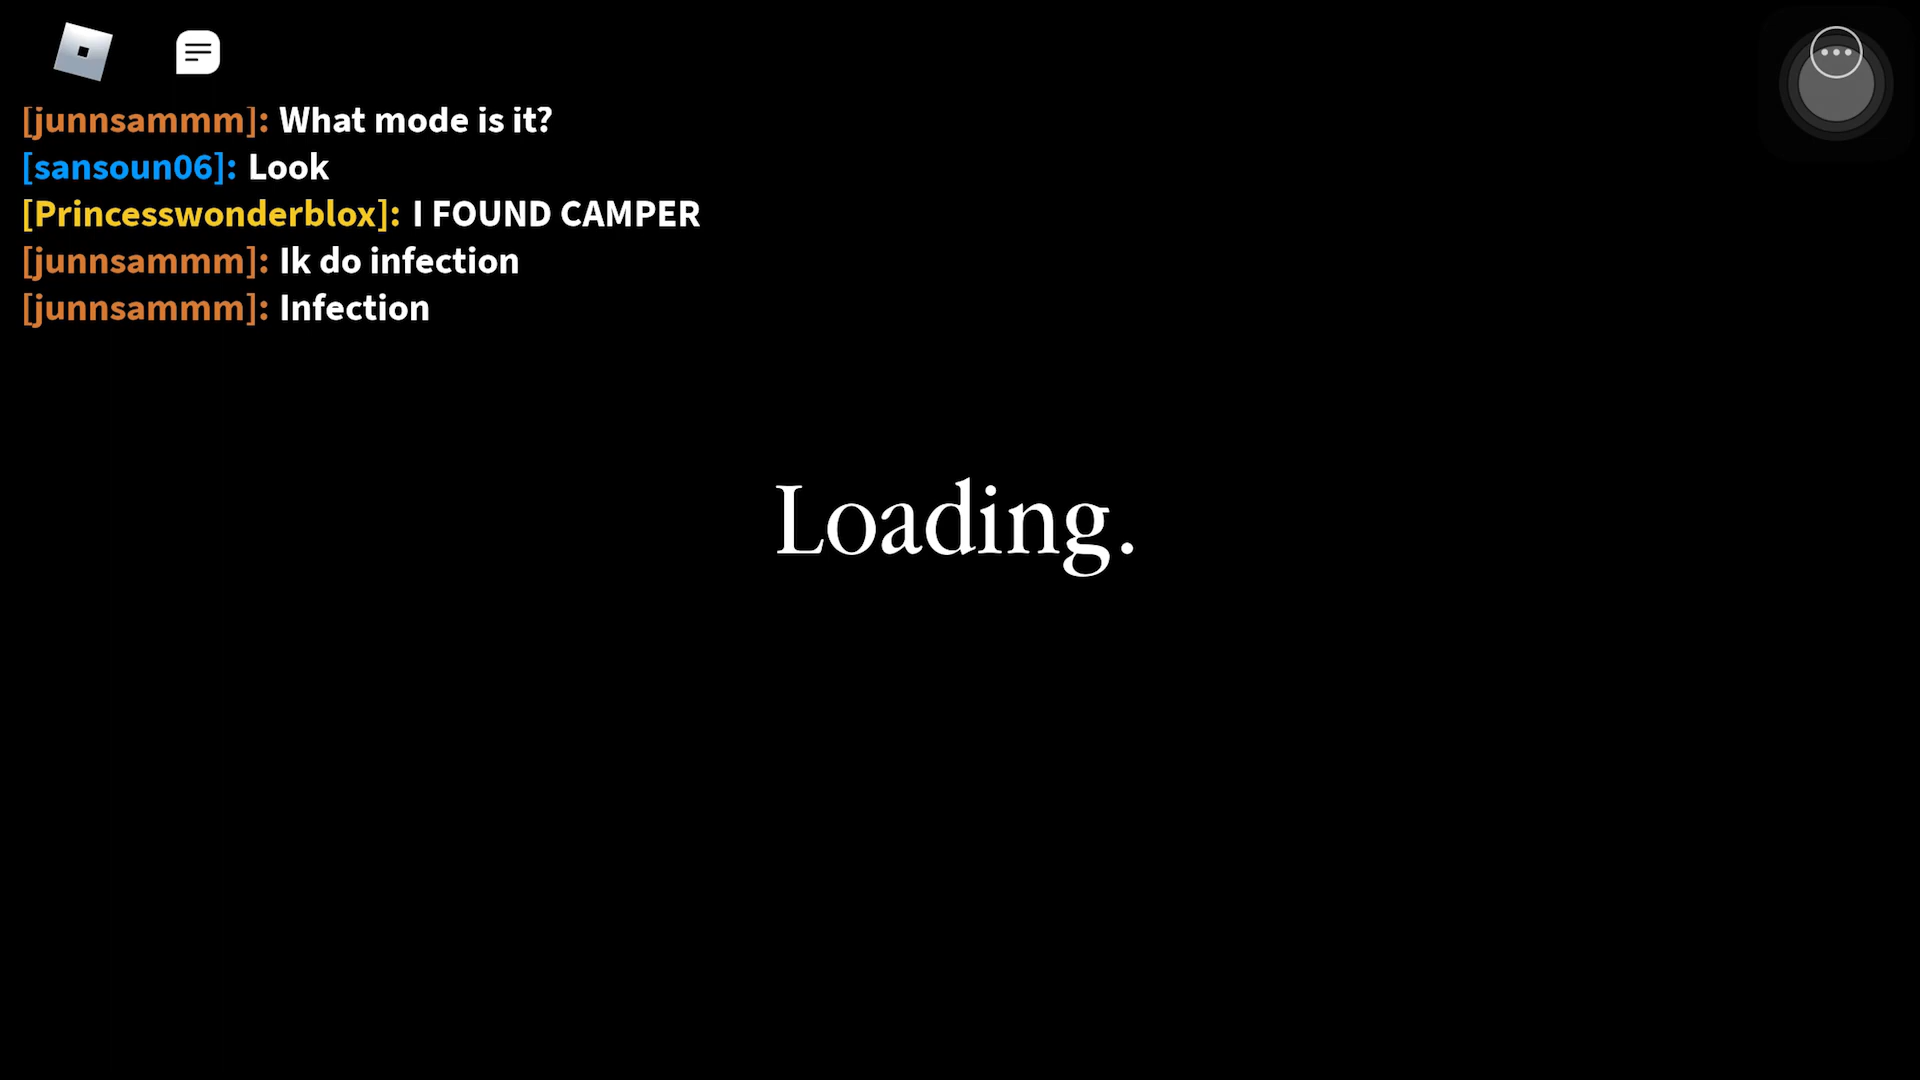 [junnsammm]: What mode is it?
[sansoun06]: Look
[Princesswonderblox]: I FOUND CAMPER
[junnsammm]: Ik do infection
[junnsammm]: Infection
Loading.